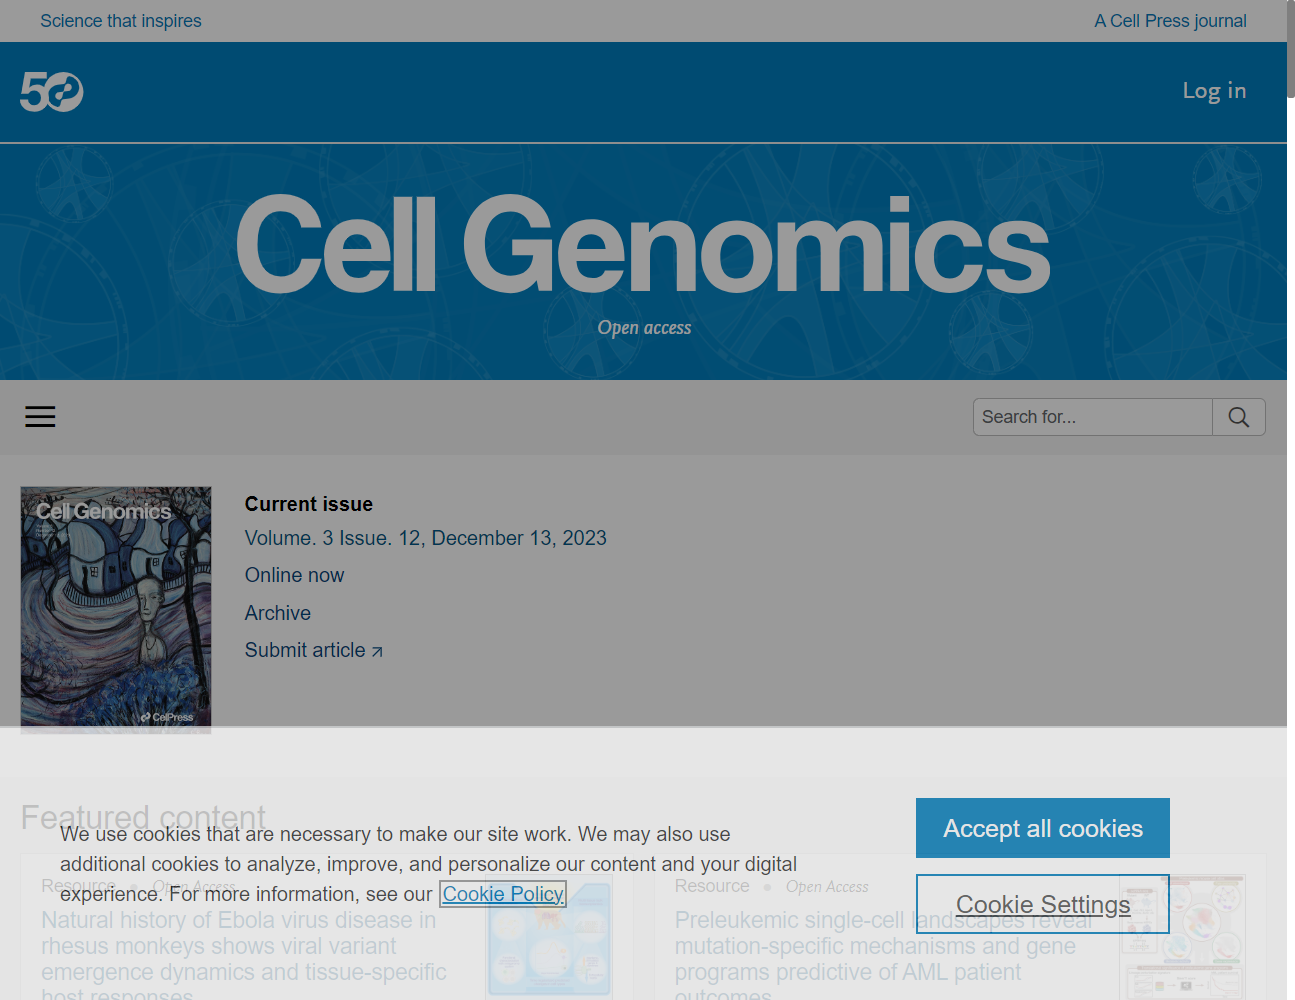 Science that inspires
A Cell Press journal
50
Log in
Cell Genomics
Open access
Search for...
Cell Genomics
Current issue
Volume. 3 Issue. 12, December 13, 2023
Online now
Archive
Submit article
CellPress
Featured content
We use cookies that are necessary to make our site work. We may also use
additional cookies to analyze, improve, and personalize our content and your digital
experience. For more information, see our Cookie Policy
Accept all cookies
Cookie Settings
Resource • Open Access
Natural history of Ebola virus disease in
rhesus monkeys shows viral variant
emergence dynamics and tissue-specific
host responses
Resource • Open Access
Preleukemic single-cell landscapes reveal
mutation-specific mechanisms and gene
programs predictive of AML patient
outcomes